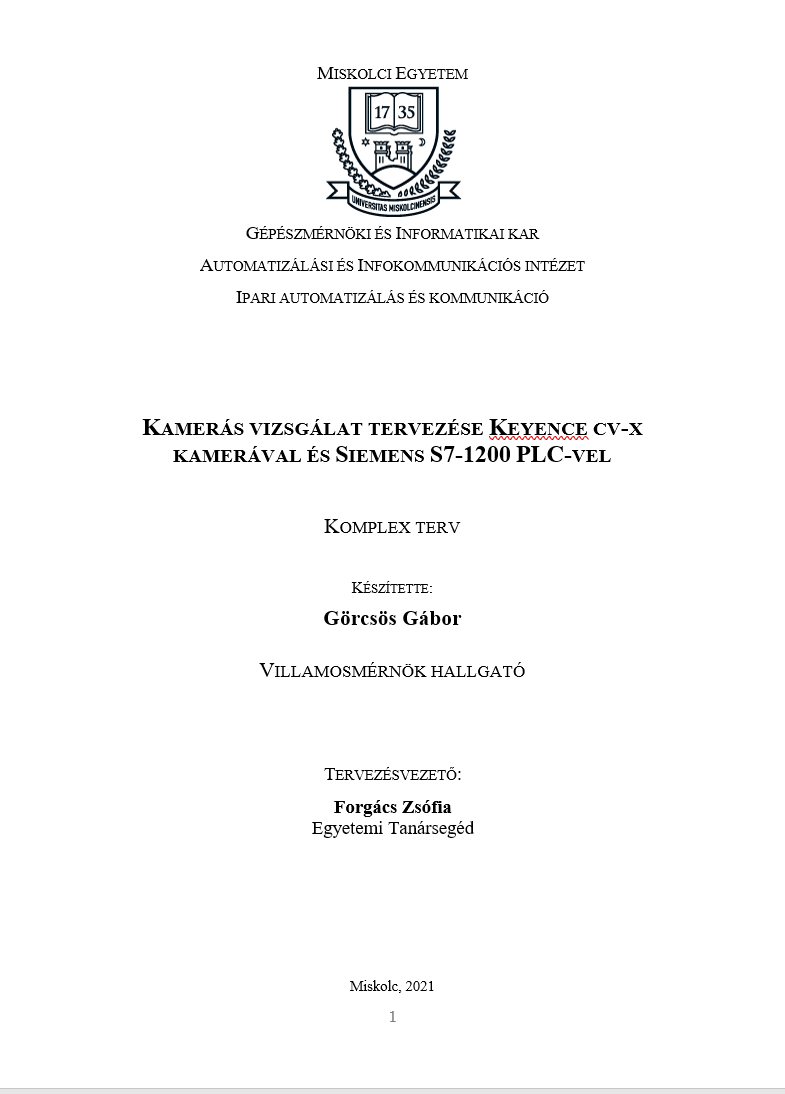 Miskolci Egyetem
17 35
UNIVERSITAS MISKOLCINENSIS
Gépészmérnöki és Informatikai kar
Automatizálási és Infokommunikációs intézet
Ipari automatizálás és kommunikáció
Kamerás vizsgálat tervezése Keyence cv-x
kamerával és Siemens S7-1200 PLC-vel
Komplex terv
Készítette:
Görcsös Gábor
Villamosmérnök hallgató
Tervezésvezető:
Forgács Zsófia
Egyetemi Tanársegéd
Miskolc, 2021
1